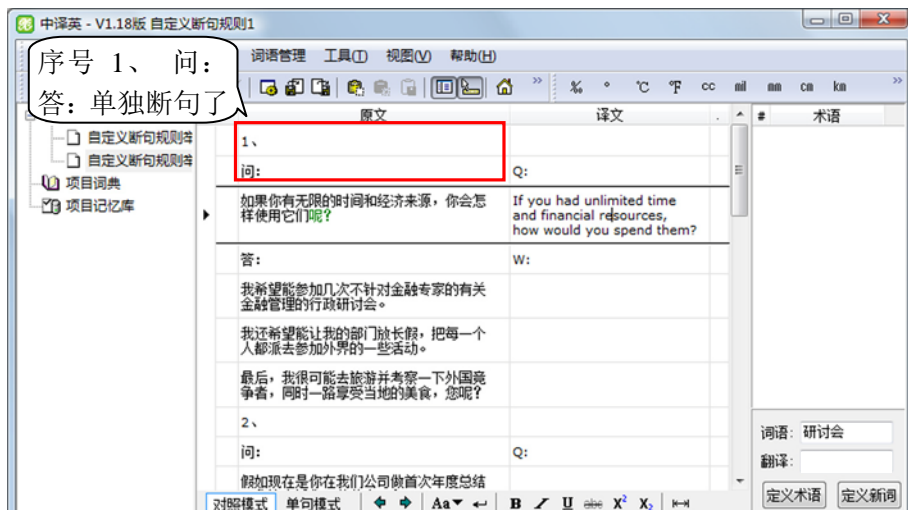 中译英 - V1.18版 自定义断句规则1
序号 1、 问：
答：单独断句了
词语管理 工具(T) 视图(V) 帮助(H)
‰ ° ℃ ℉ cc mil mm cm km
原文 译文 . # 术语
自定义断句规则
1、
自定义断句规则
问： Q:
项目词典
项目记忆库
如果你有无限的时间和经济来源，你会怎
样使用它们呢？
If you had unlimited time
and financial resources,
how would you spend them?
答： W:
我希望能参加几次不针对金融专家的有关
金融管理的行政研讨会。
我还希望能让我的部门放长假，把每一个
人都派去参加外界的一些活动。
最后，我很可能去旅游并考察一下外国竞
争者，同时一路享受当地的美食，您呢？
2、
问： Q:
假如现在是你在我们公司做首次年度总结
词语： 研讨会
翻译：
定义术语 定义新词
对照模式 单句模式 Aa B I U abc X² X₂